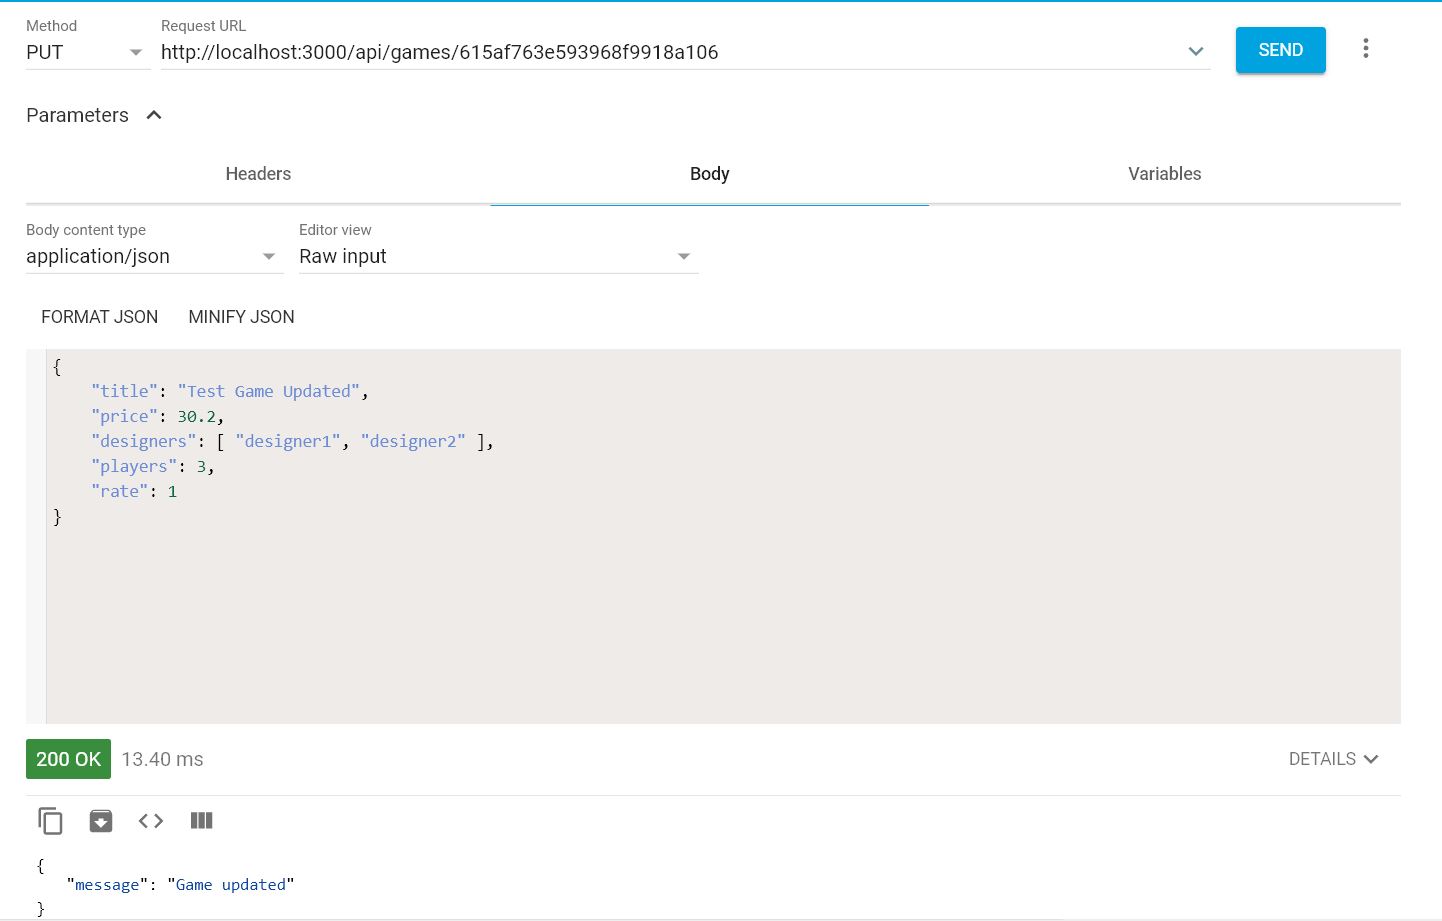 Method
Request URL
PUT
http://localhost:3000/api/games/615af763e593968f9918a106
SEND
Parameters
Headers
Body
Variables
Body content type
Editor view
application/json
Raw input
FORMAT JSON
MINIFY JSON
{
"title": "Test Game Updated",
"price": 30.2,
"designers": [ "designer1", "designer2" ],
"players": 3,
"rate": 1
}
200 OK
13.40 ms
DETAILS
{
"message": "Game updated"
}